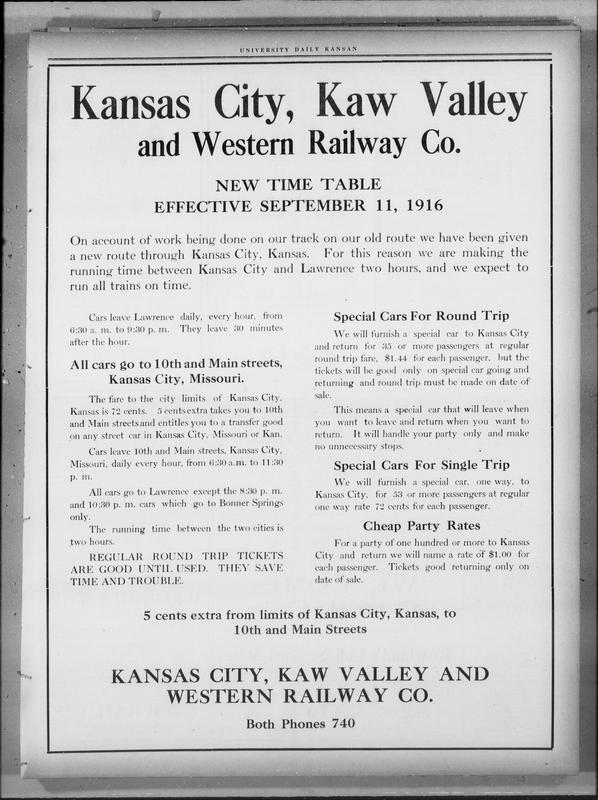 UNIVERSITY DAILY KANSAN
Kansas City, Kaw Valley
and Western Railway Co.
NEW TIME TABLE
EFFECTIVE SEPTEMBER 11, 1916
On account of work being done on our track on our old route we have been given
a new route through Kansas City, Kansas. For this reason we are making the
running time between Kansas City and Lawrence two hours, and we expect to
run all trains on time.
Cars leave Lawrence daily, every hour, from
6:30 a. m. to 9:30 p. m. They leave 30 minutes
after the hour.
All cars go to 10th and Main streets,
Kansas City, Missouri.
The fare to the city limits of Kansas City,
Kansas is 72 cents. 5 cents extra takes you to 10th
and Main streets and entitles you to a transfer good
on any street car in Kansas City, Missouri or Kan.
Cars leave 10th and Main streets, Kansas City,
Missouri, daily every hour, from 6:30 a.m. to 11:30
p. m.
All cars go to Lawrence except the 8:30 p. m.
and 10:30 p. m. cars which go to Bonner Springs
only.
The running time between the two cities is
two hours.
REGULAR ROUND TRIP TICKETS
ARE GOOD UNTIL USED. THEY SAVE
TIME AND TROUBLE.
Special Cars For Round Trip
We will furnish a special car to Kansas City
and return for 35 or more passengers at regular
round trip fare, $1.44 for each passenger, but the
tickets will be good only on special car going and
returning and round trip must be made on date of
sale.
This means a special car that will leave when
you want to leave and return when you want to
return. It will handle your party only and make
no unnecessary stops.
Special Cars For Single Trip
We will furnish a special car, one way, to
Kansas City, for 53 or more passengers at regular
one way rate 72 cents for each passenger.
Cheap Party Rates
For a party of one hundred or more to Kansas
City and return we will name a rate of $1.00 for
each passenger. Tickets good returning only on
date of sale.
5 cents extra from limits of Kansas City, Kansas, to
10th and Main Streets
KANSAS CITY, KAW VALLEY AND
WESTERN RAILWAY CO.
Both Phones 740